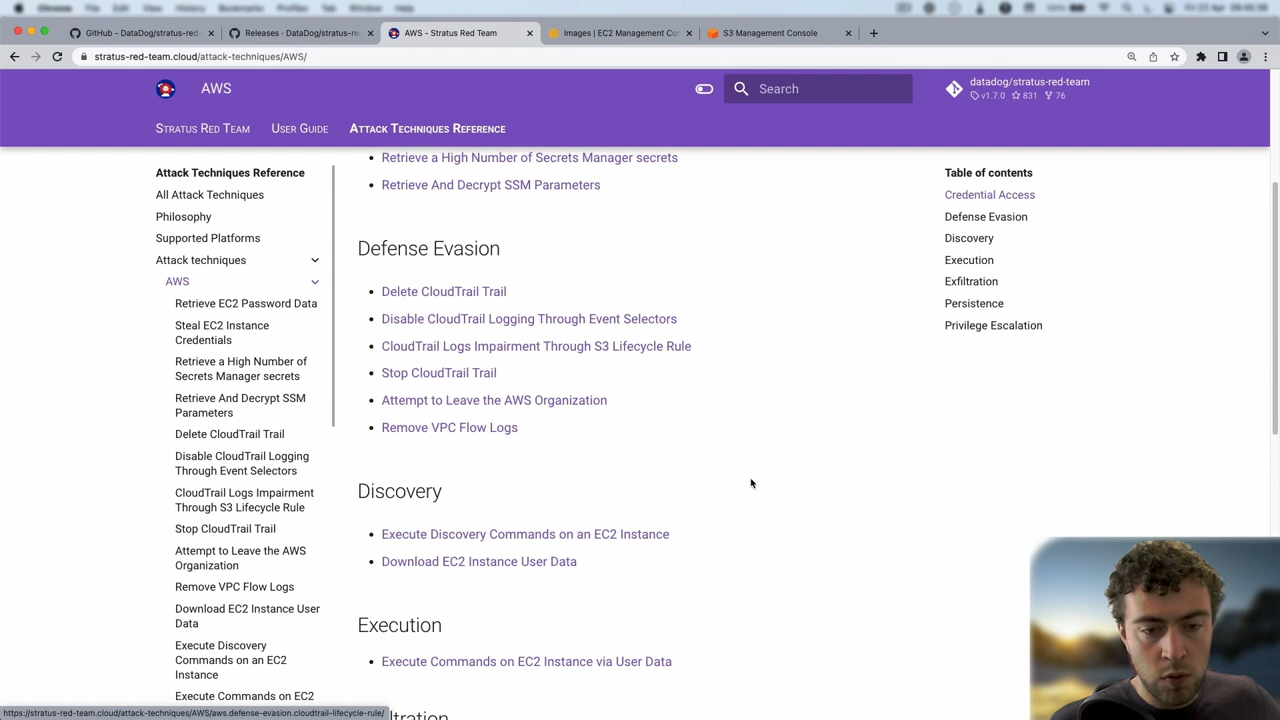 Chrome File Edit View History Bookmarks Profiles Tab Window Help
GitHub - DataDog/stratus-red-
Releases · DataDog/stratus-re
AWS - Stratus Red Team
Images | EC2 Management Co
S3 Management Console
stratus-red-team.cloud/attack-techniques/AWS/
AWS
Search
datadog/stratus-red-team
v1.7.0 831 76
Stratus Red Team
User Guide
Attack Techniques Reference
Attack Techniques Reference
All Attack Techniques
Philosophy
Supported Platforms
Attack techniques
AWS
Retrieve EC2 Password Data
Steal EC2 Instance
Credentials
Retrieve a High Number of
Secrets Manager secrets
Retrieve And Decrypt SSM
Parameters
Delete CloudTrail Trail
Disable CloudTrail Logging
Through Event Selectors
CloudTrail Logs Impairment
Through S3 Lifecycle Rule
Stop CloudTrail Trail
Attempt to Leave the AWS
Organization
Remove VPC Flow Logs
Download EC2 Instance User
Data
Execute Discovery
Commands on an EC2
Instance
Execute Commands on EC2
Retrieve a High Number of Secrets Manager secrets
Retrieve And Decrypt SSM Parameters
Defense Evasion
Delete CloudTrail Trail
Disable CloudTrail Logging Through Event Selectors
CloudTrail Logs Impairment Through S3 Lifecycle Rule
Stop CloudTrail Trail
Attempt to Leave the AWS Organization
Remove VPC Flow Logs
Discovery
Execute Discovery Commands on an EC2 Instance
Download EC2 Instance User Data
Execution
Execute Commands on EC2 Instance via User Data
ltration
Table of contents
Credential Access
Defense Evasion
Discovery
Execution
Exfiltration
Persistence
Privilege Escalation
https://stratus-red-team.cloud/attack-techniques/AWS/aws.defense-evasion.cloudtrail-lifecycle-rule/